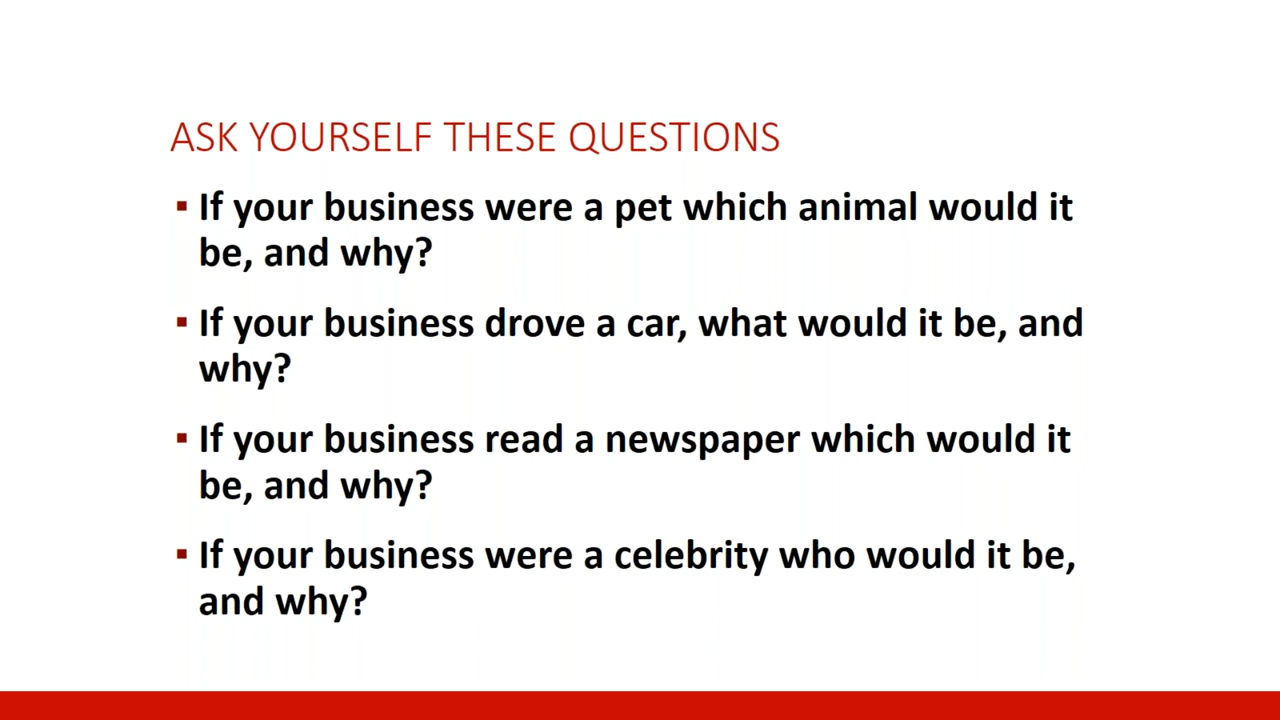 ASK YOURSELF THESE QUESTIONS
▪ If your business were a pet which animal would it
be, and why?
▪ If your business drove a car, what would it be, and
why?
▪ If your business read a newspaper which would it
be, and why?
▪ If your business were a celebrity who would it be,
and why?